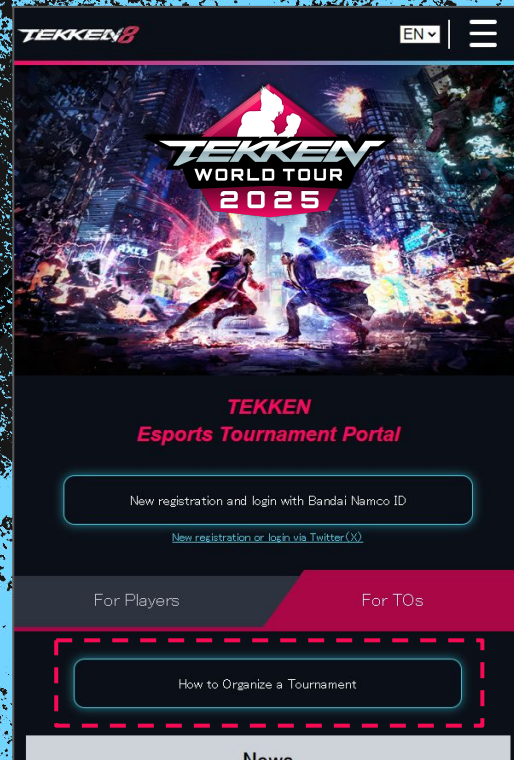 TEKKEN8
EN
TEKKEN
WORLD TOUR
2025
TEKKEN
Esports Tournament Portal
New registration and login with Bandai Namco ID
New registration or login via Twitter(X)
For Players
For TOs
How to Organize a Tournament
News